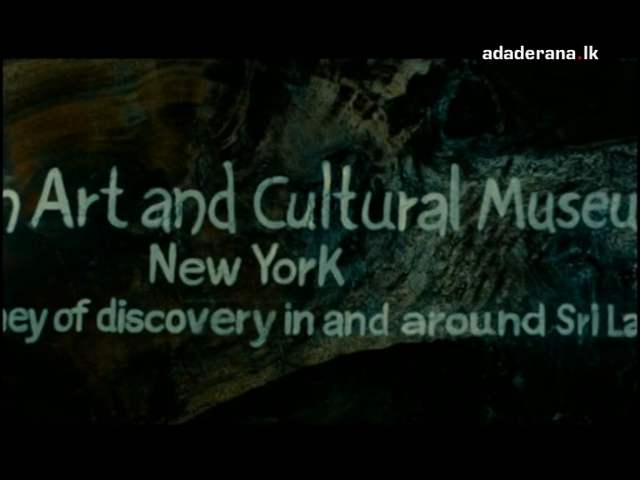 adaderana.lk
n Art and Cultural Museu
New York
ney of discovery in and around Sri La